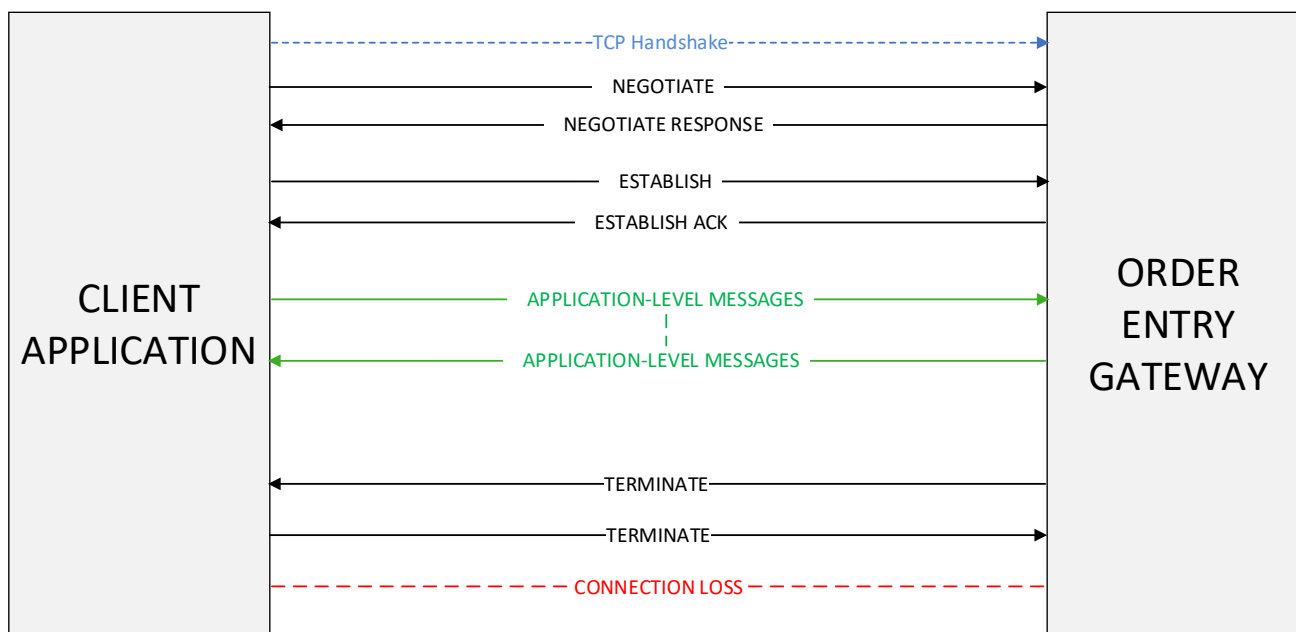 TCP Handshake
NEGOTIATE
NEGOTIATE RESPONSE
ESTABLISH
ESTABLISH ACK
CLIENT
APPLICATION
APPLICATION-LEVEL MESSAGES
APPLICATION-LEVEL MESSAGES
ORDER
ENTRY
GATEWAY
TERMINATE
TERMINATE
CONNECTION LOSS